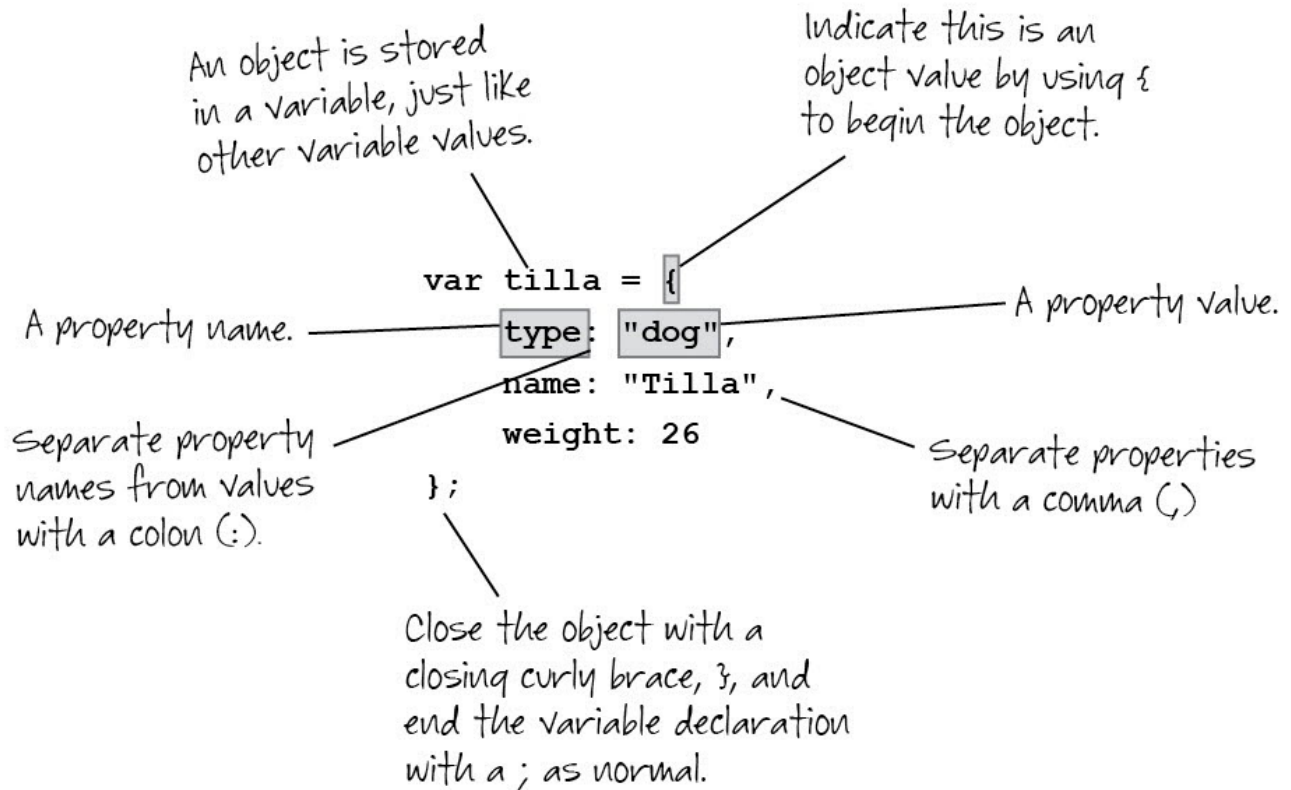 An object is stored
in a variable, just like
other variable values.
Indicate this is an
object value by using {
to begin the object.
var tilla = {
A property name.
type: "dog",
A property value.
name: "Tilla",
weight: 26
Separate property
names from values
with a colon (:).
Separate properties
with a comma (,)
};
Close the object with a
closing curly brace, }, and
end the variable declaration
with a ; as normal.